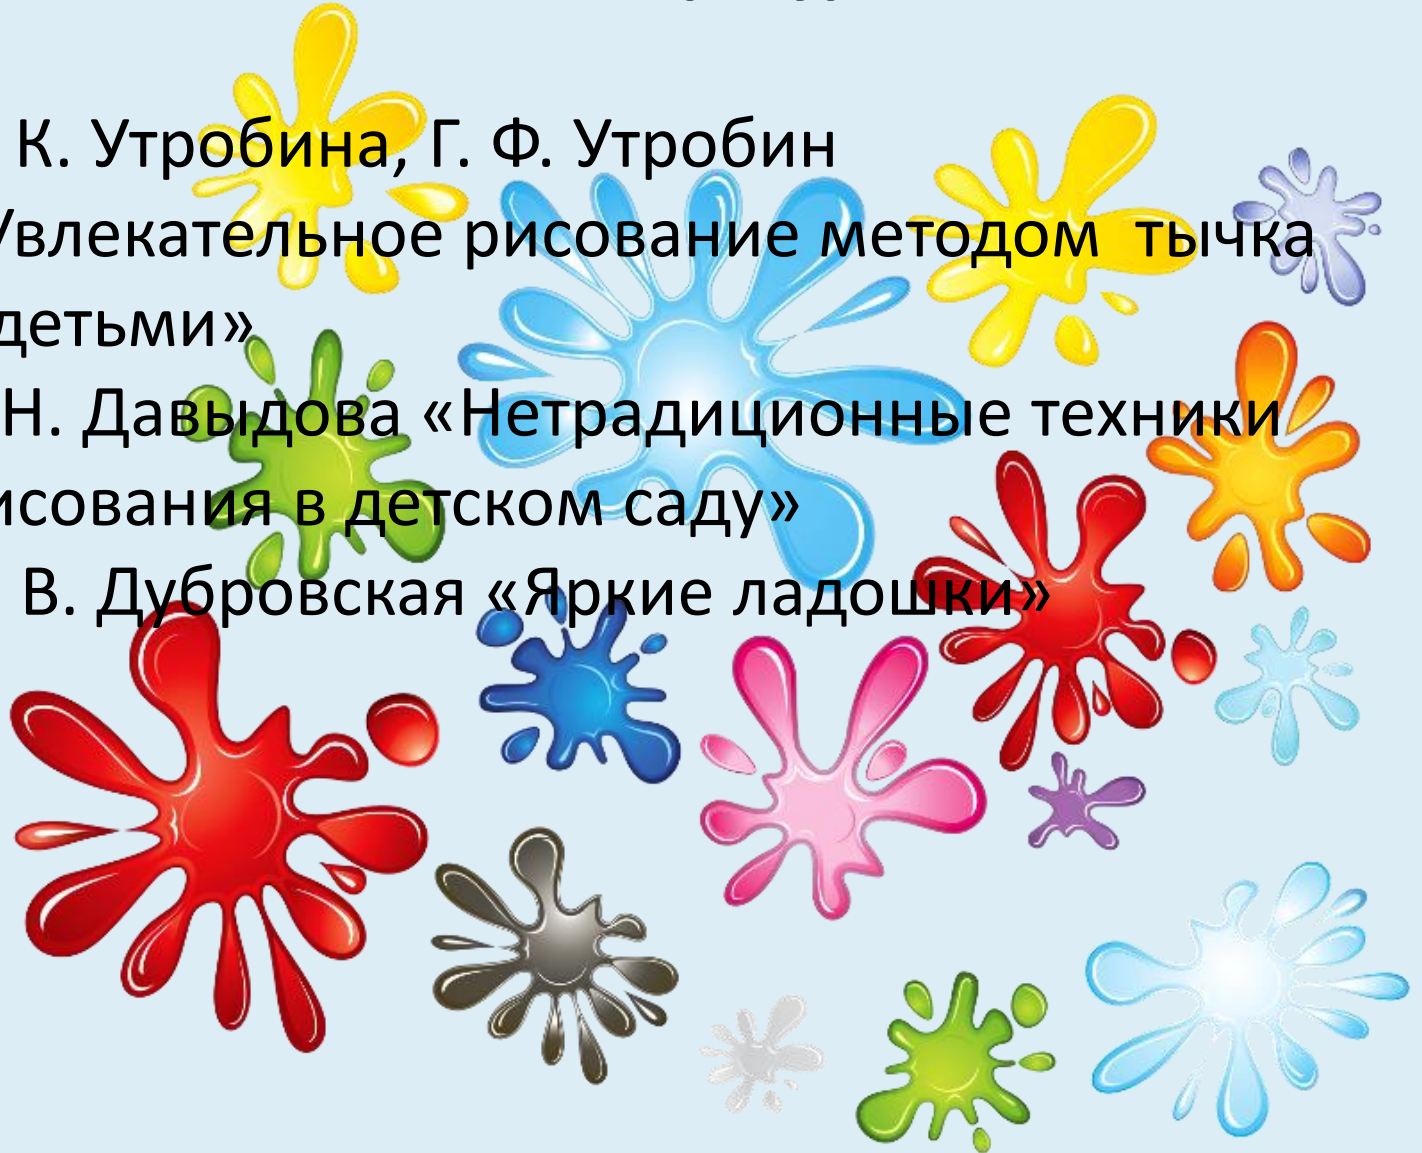 К. Утробина, Г. Ф. Утробин
Увлекательное рисование методом тычка
детьми»
Н. Давыдова «Нетрадиционные техники
исования в детском саду»
В. Дубровская «Яркие ладошки»